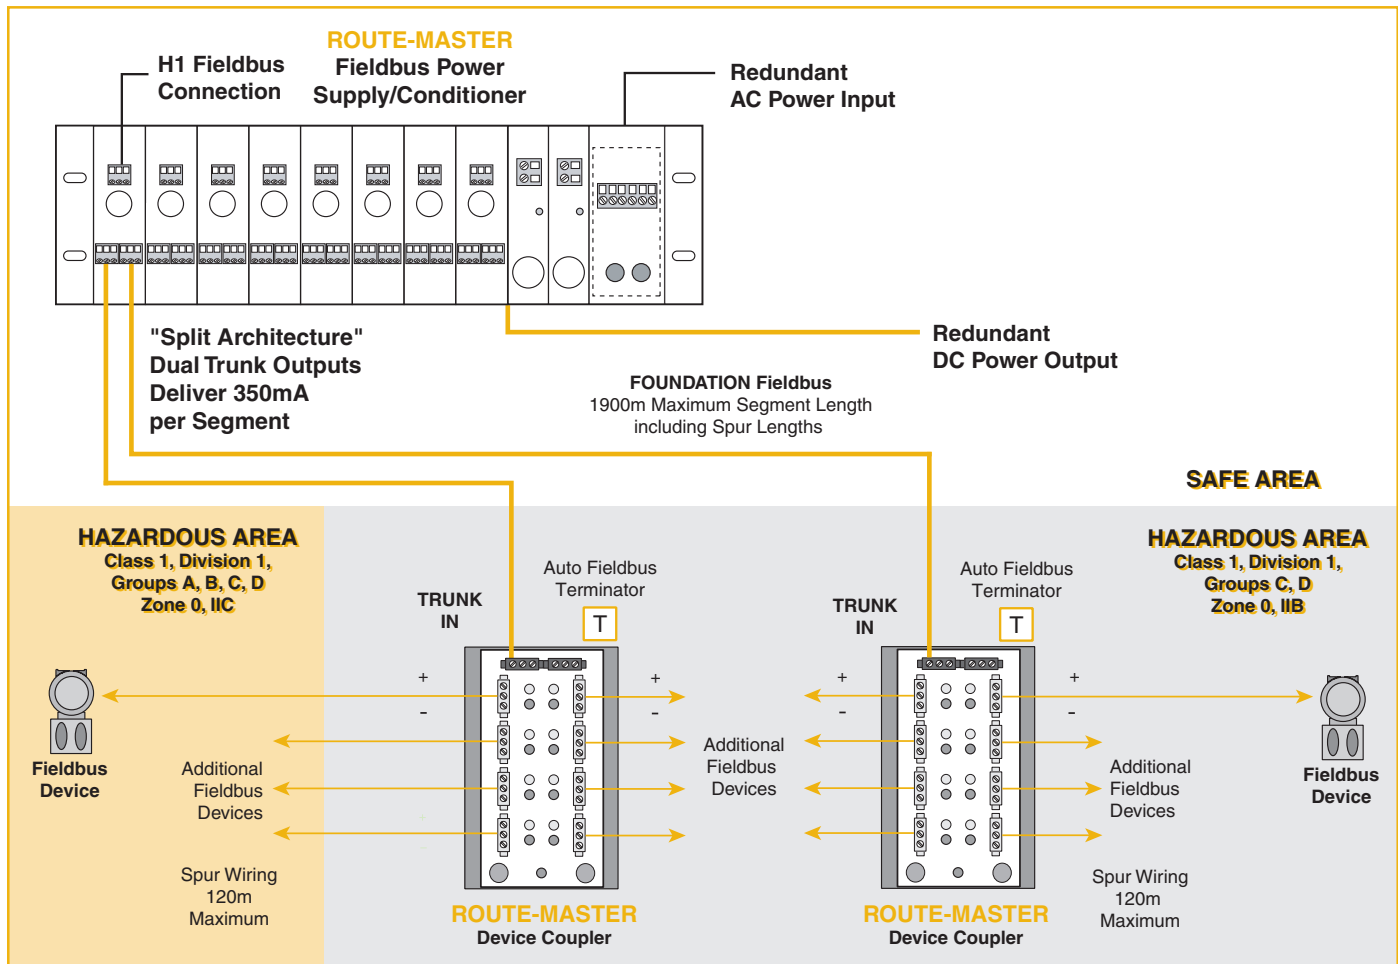 ROUTE-MASTER
Fieldbus Power
Supply/Conditioner
H1 Fieldbus
Connection
Redundant
AC Power Input
"Split Architecture"
Dual Trunk Outputs
Deliver 350mA
per Segment
Redundant
DC Power Output
FOUNDATION Fieldbus
1900m Maximum Segment Length
including Spur Lengths
SAFE AREA
HAZARDOUS AREA
Class 1, Division 1,
Groups A, B, C, D
Zone 0, IIC
HAZARDOUS AREA
Class 1, Division 1,
Groups C, D
Zone 0, IIB
TRUNK
IN
Auto Fieldbus
Terminator
T
TRUNK
IN
Auto Fieldbus
Terminator
T
+
-
+
-
+
-
+
-
Fieldbus
Device
Additional
Fieldbus
Devices
Additional
Fieldbus
Devices
Additional
Fieldbus
Devices
Fieldbus
Device
Spur Wiring
120m
Maximum
Spur Wiring
120m
Maximum
ROUTE-MASTER
Device Coupler
ROUTE-MASTER
Device Coupler